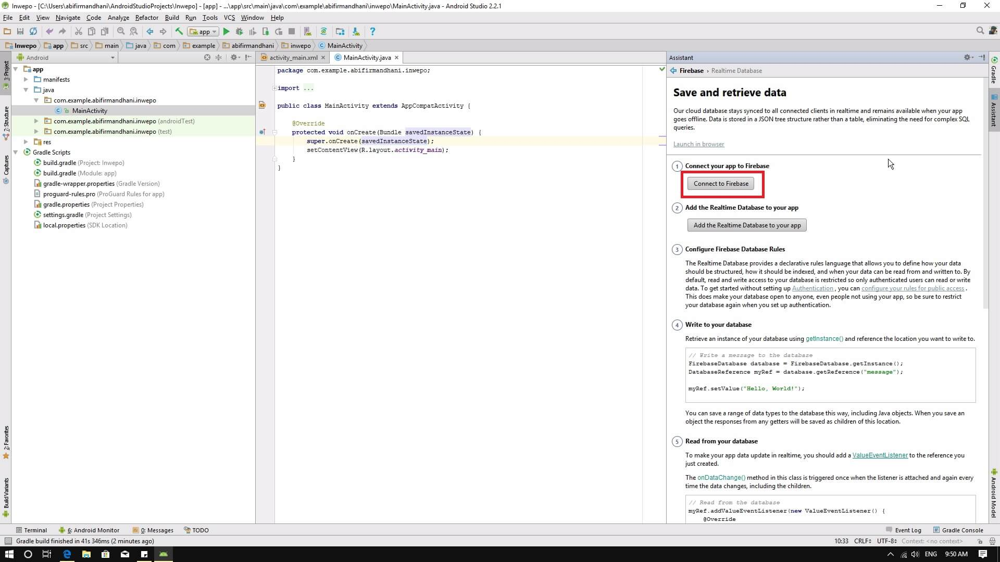 Inwepo - [C:\Users\abifirmandhani\AndroidStudioProjects\Inwepo] - [app] - ...\app\src\main\java\com\example\abifirmandhani\inwepo\MainActivity.java - Android Studio 2.2.1
File Edit View Navigate Code Analyze Refactor Build Run Tools VCS Window Help
app
Inwepo app src main java com example abifirmandhani inwepo MainActivity
1: Project
7: Structure
Captures
2: Favorites
Build Variants
Android
app
manifests
java
com.example.abifirmandhani.inwepo
MainActivity
com.example.abifirmandhani.inwepo (androidTest)
com.example.abifirmandhani.inwepo (test)
res
Gradle Scripts
build.gradle (Project: Inwepo)
build.gradle (Module: app)
gradle-wrapper.properties (Gradle Version)
proguard-rules.pro (ProGuard Rules for app)
gradle.properties (Project Properties)
settings.gradle (Project Settings)
local.properties (SDK Location)
activity_main.xml MainActivity.java
package com.example.abifirmandhani.inwepo;
import ...
public class MainActivity extends AppCompatActivity {
@Override
protected void onCreate(Bundle savedInstanceState) {
super.onCreate(savedInstanceState);
setContentView(R.layout.activity_main);
}
}
Assistant
Firebase › Realtime Database
Save and retrieve data
Our cloud database stays synced to all connected clients in realtime and remains available when your app
goes offline. Data is stored in a JSON tree structure rather than a table, eliminating the need for complex SQL
queries.
Launch in browser
1 Connect your app to Firebase
Connect to Firebase
2 Add the Realtime Database to your app
Add the Realtime Database to your app
3 Configure Firebase Database Rules
The Realtime Database provides a declarative rules language that allows you to define how your data
should be structured, how it should be indexed, and when your data can be read from and written to. By
default, read and write access to your database is restricted so only authenticated users can read or write
data. To get started without setting up Authentication , you can configure your rules for public access .
This does make your database open to anyone, even people not using your app, so be sure to restrict
your database again when you set up authentication.
4 Write to your database
Retrieve an instance of your database using getInstance() and reference the location you want to write to.
// Write a message to the database
FirebaseDatabase database = FirebaseDatabase.getInstance();
DatabaseReference myRef = database.getReference("message");
myRef.setValue("Hello, World!");
You can save a range of data types to the database this way, including Java objects. When you save an
object the responses from any getters will be saved as children of this location.
5 Read from your database
To make your app data update in realtime, you should add a ValueEventListener to the reference you
just created.
The onDataChange() method in this class is triggered once when the listener is attached and again every
time the data changes, including the children.
// Read from the database
myRef.addValueEventListener(new ValueEventListener() {
@Override
Gradle
Assistant
Android Model
Terminal 6: Android Monitor 0: Messages TODO Event Log Gradle Console
Gradle build finished in 41s 346ms (2 minutes ago) 10:33 CRLF UTF-8 Context: <no context>
ENG 9:50 AM